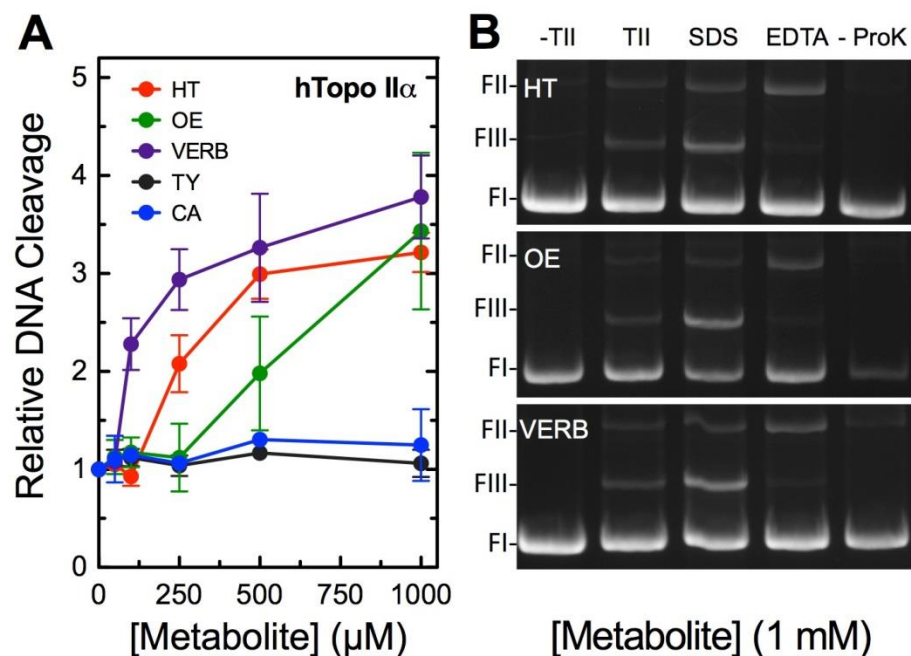 A
Relative DNA Cleavage
5
4
3
2
1
0
hTopo IIα
HT
OE
VERB
TY
CA
0 250 500 750 1000
[Metabolite] (µM)
B
-TII TII SDS EDTA - ProK
HT
FII-
FIII-
FI-
OE
FII-
FIII-
FI-
VERB
FII-
FIII-
FI-
[Metabolite] (1 mM)